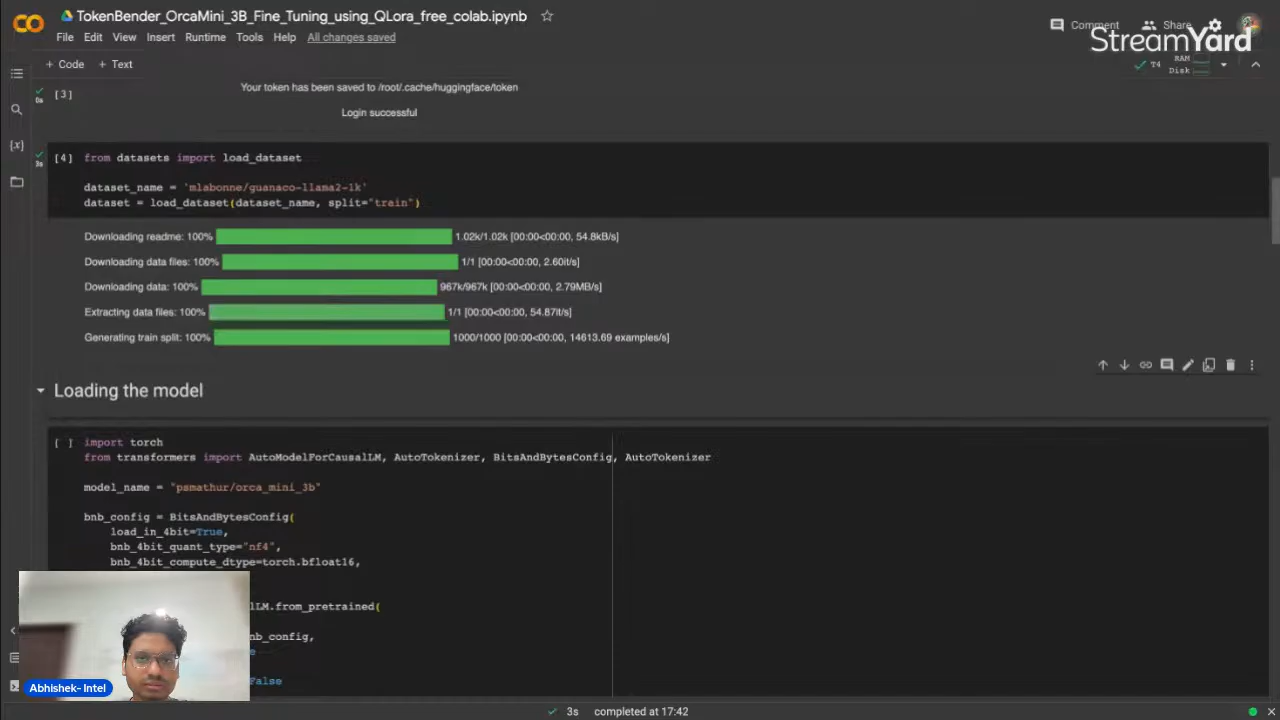 TokenBender_OrcaMini_3B_Fine_Tuning_using_QLora_free_colab.ipynb
Comment
Share
StreamYard
File Edit View Insert Runtime Tools Help All changes saved
+ Code + Text
T4
RAM
Disk
Your token has been saved to /root/.cache/huggingface/token
0s
[3]
Login successful
3s
[4] from datasets import load_dataset
dataset_name = 'mlabonne/guanaco-llama2-1k'
dataset = load_dataset(dataset_name, split="train")
Downloading readme: 100% 1.02k/1.02k [00:00<00:00, 54.8kB/s]
Downloading data files: 100% 1/1 [00:00<00:00, 2.60it/s]
Downloading data: 100% 967k/967k [00:00<00:00, 2.79MB/s]
Extracting data files: 100% 1/1 [00:00<00:00, 54.87it/s]
Generating train split: 100% 1000/1000 [00:00<00:00, 14613.69 examples/s]
Loading the model
[ ] import torch
from transformers import AutoModelForCausalLM, AutoTokenizer, BitsAndBytesConfig, AutoTokenizer
model_name = "psmathur/orca_mini_3b"
bnb_config = BitsAndBytesConfig(
load_in_4bit=True,
bnb_4bit_quant_type="nf4",
bnb_4bit_compute_dtype=torch.bfloat16,
lLM.from_pretrained(
nb_config,
e
False
Abhishek- Intel
3s completed at 17:42